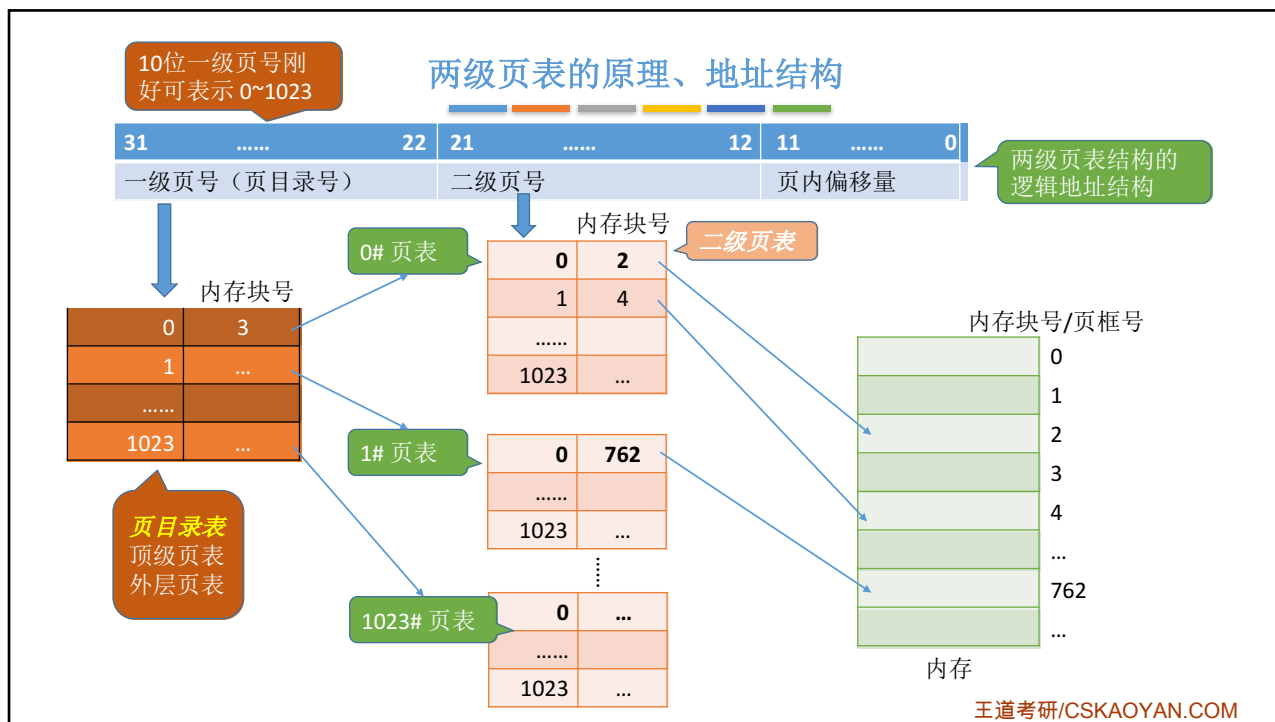 两级页表的原理、地址结构
10位一级页号刚
好可表示 0~1023
31 …… 22 21 …… 12 11 …… 0
一级页号（页目录号） 二级页号 页内偏移量
两级页表结构的
逻辑地址结构
内存块号
0 3
1 …
……
1023 …
页目录表
顶级页表
外层页表
0# 页表
内存块号
二级页表
0 2
1 4
……
1023 …
1# 页表
0 762
……
1023 …
……
1023# 页表
0 …
……
1023 …
内存块号/页框号
0
1
2
3
4
…
762
…
内存
王道考研/CSKAOYAN.COM